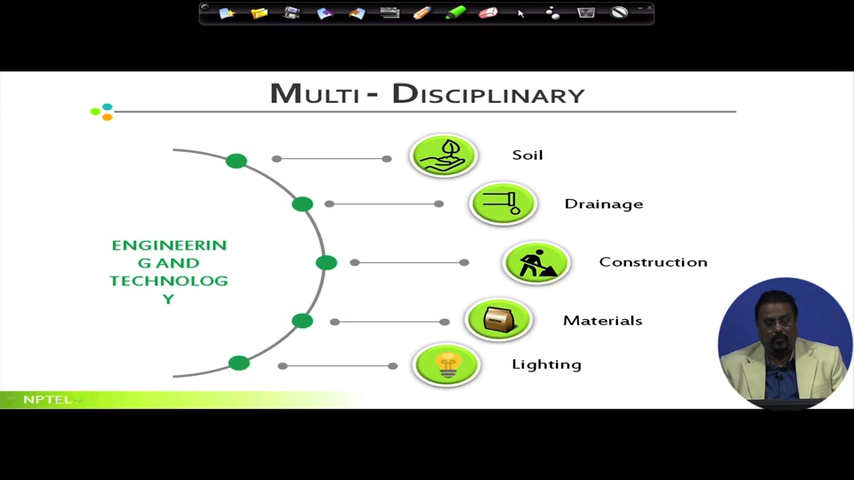 MULTI - DISCIPLINARY
Soil
Drainage
ENGINEERIN
G AND
TECHNOLOG
Y
Construction
Materials
Lighting
NPTEL